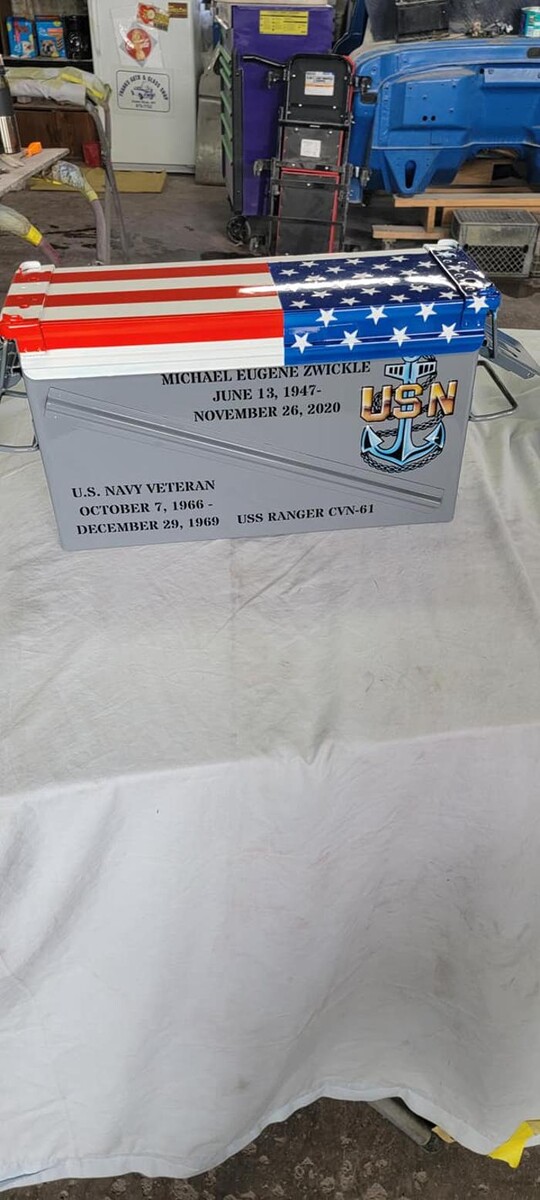 MICHAEL EUGENE ZWICKLE
JUNE 13, 1947-
NOVEMBER 26, 2020
USN
U.S. NAVY VETERAN
OCTOBER 7, 1966 -
DECEMBER 29, 1969 USS RANGER CVN-61